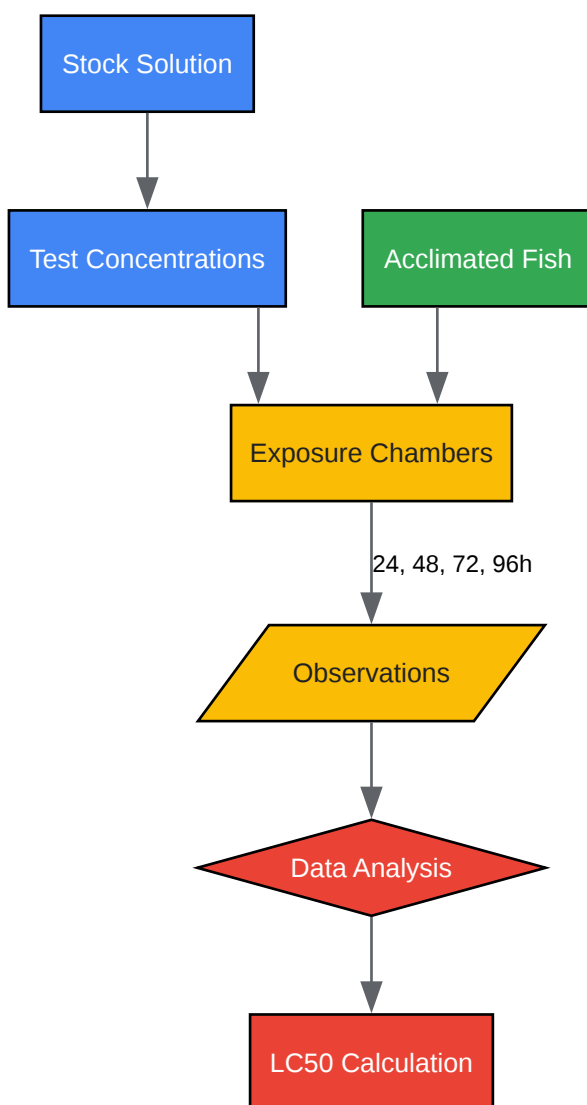 Stock Solution
Test Concentrations
Acclimated Fish
Exposure Chambers
24, 48, 72, 96h
Observations
Data Analysis
LC50 Calculation